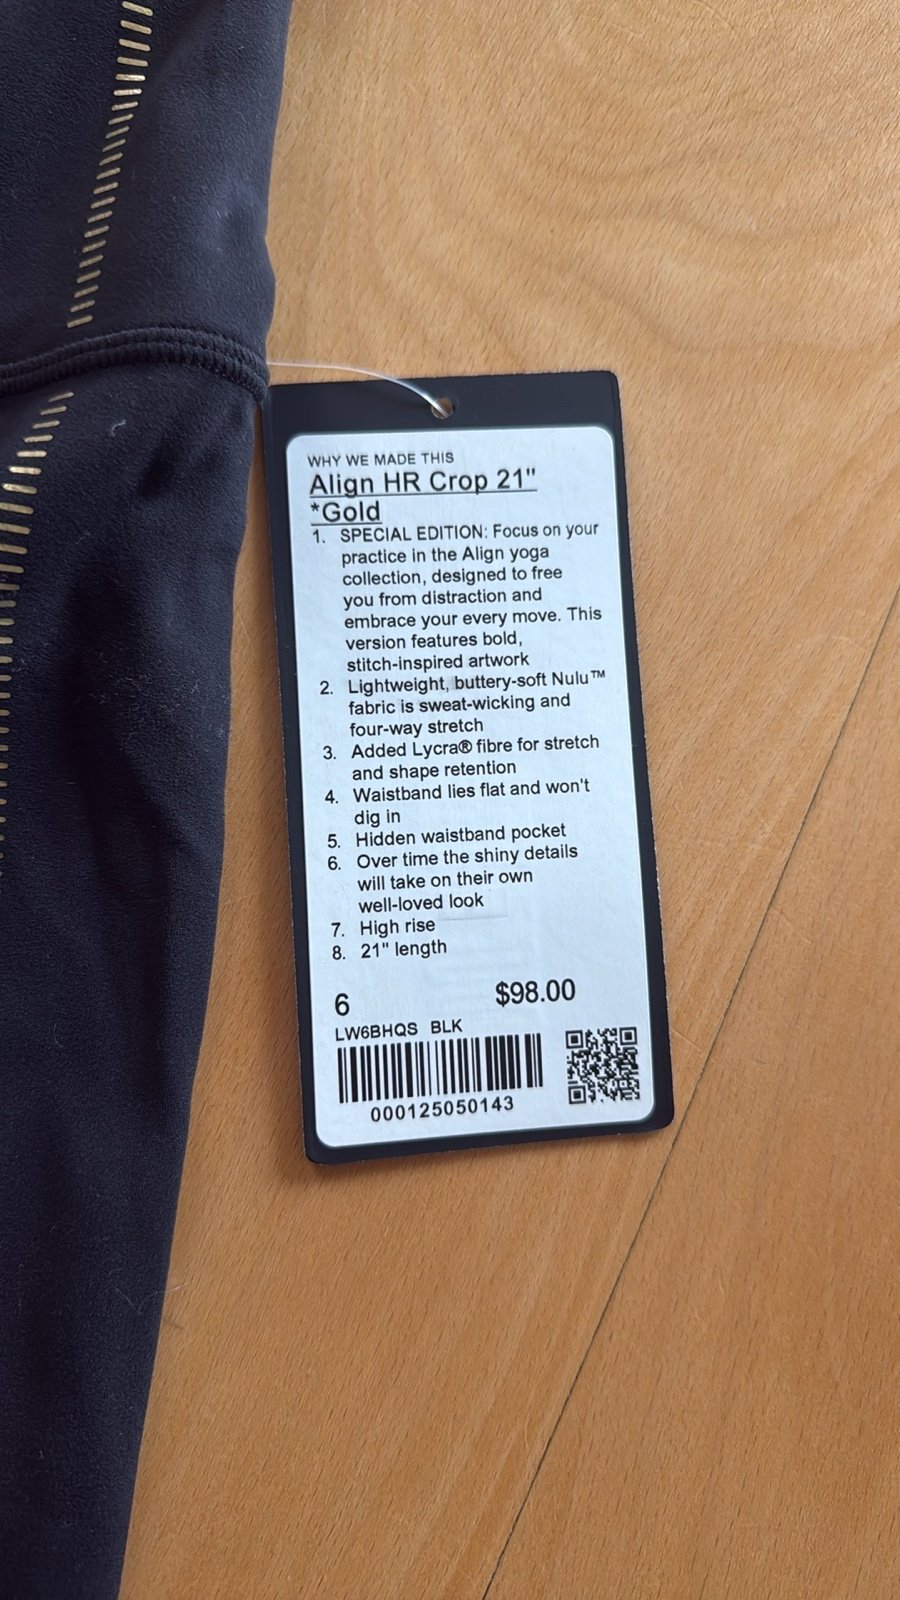 WHY WE MADE THIS
Align HR Crop 21"
*Gold
1. SPECIAL EDITION: Focus on your
practice in the Align yoga
collection, designed to free
you from distraction and
embrace your every move. This
version features bold,
stitch-inspired artwork
2. Lightweight, buttery-soft Nulu™
fabric is sweat-wicking and
four-way stretch
3. Added Lycra® fibre for stretch
and shape retention
4. Waistband lies flat and won't
dig in
5. Hidden waistband pocket
6. Over time the shiny details
will take on their own
well-loved look
7. High rise
8. 21" length
6 $98.00
LW6BHQS BLK
000125050143